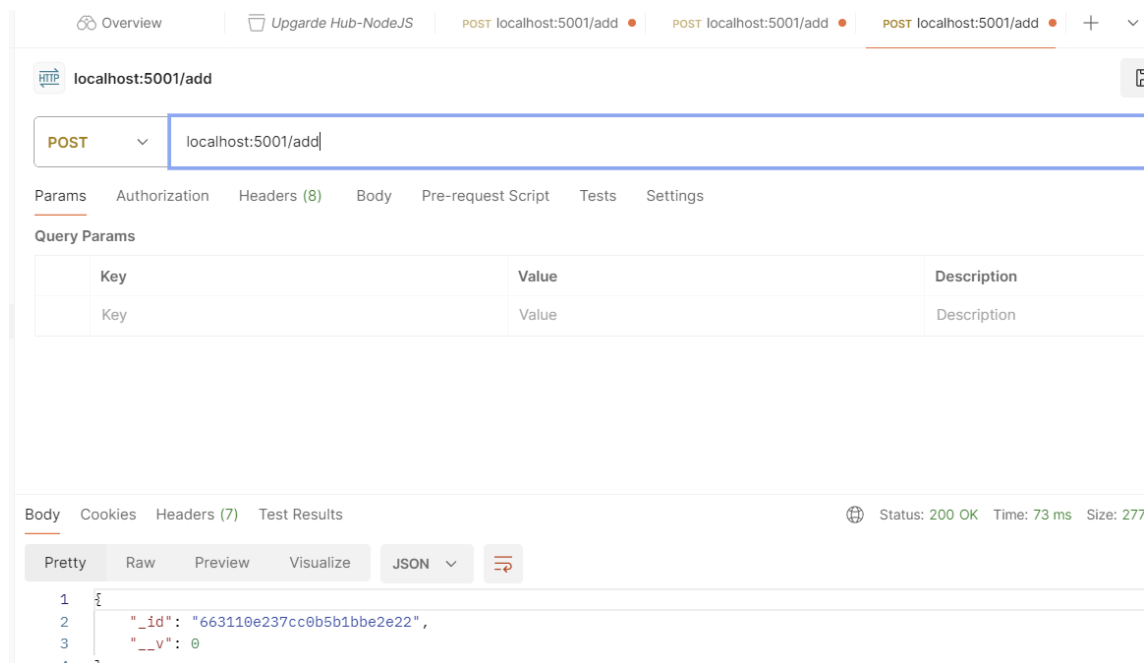 Overview Upgarde Hub-NodeJS POST localhost:5001/add POST localhost:5001/add POST localhost:5001/add
HTTP localhost:5001/add
POST localhost:5001/add
Params Authorization Headers (8) Body Pre-request Script Tests Settings
Query Params
Key Value Description
Key Value Description
Body Cookies Headers (7) Test Results Status: 200 OK Time: 73 ms Size: 277
Pretty Raw Preview Visualize JSON
1 {
2 "_id": "663110e237cc0b5b1bbe2e22",
3 "__v": 0